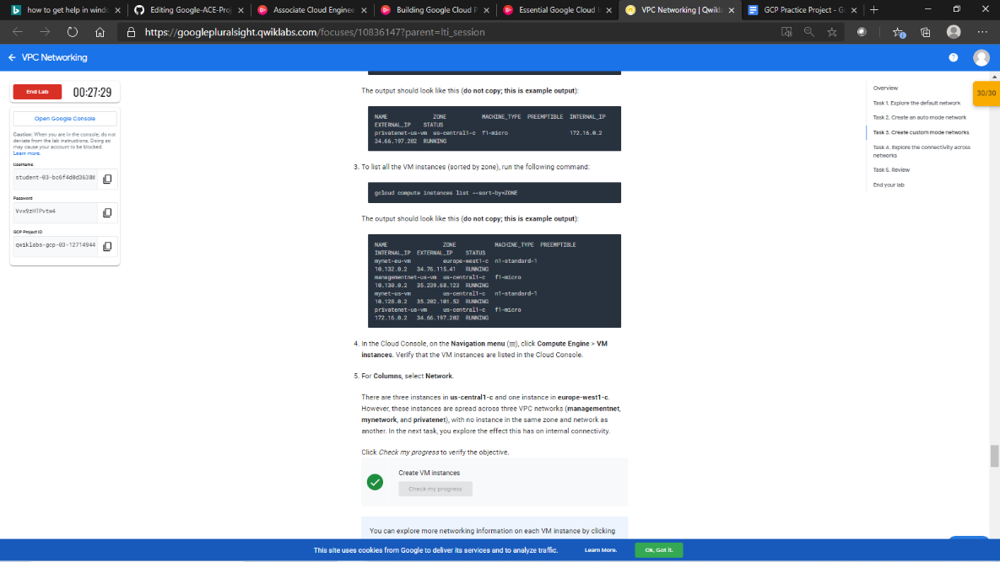 how to get help in windo
Editing Google-ACE-Proj
Associate Cloud Enginee
Building Google Cloud P
Essential Google Cloud I
VPC Networking | Qwikla
GCP Practice Project - G
https://googlepluralsight.qwiklabs.com/focuses/10836147?parent=lti_session
VPC Networking
End Lab
00:27:29
Open Google Console
Caution: When you are in the console, do not
deviate from the lab instructions. Doing so
may cause your account to be blocked.
Learn more.
Username
student-03-bc6f4d0d36388
Password
Vvx9zHTPvtm4
GCP Project ID
qwiklabs-gcp-03-12714944
The output should look like this (do not copy; this is example output):
NAME ZONE MACHINE_TYPE PREEMPTIBLE INTERNAL_IP
EXTERNAL_IP STATUS
privatenet-us-vm us-central1-c f1-micro 172.16.0.2
34.66.197.202 RUNNING
3. To list all the VM instances (sorted by zone), run the following command:
gcloud compute instances list --sort-by=ZONE
The output should look like this (do not copy; this is example output):
NAME ZONE MACHINE_TYPE PREEMPTIBLE
INTERNAL_IP EXTERNAL_IP STATUS
mynet-eu-vm europe-west1-c n1-standard-1
10.132.0.2 34.76.115.41 RUNNING
managementnet-us-vm us-central1-c f1-micro
10.130.0.2 35.239.68.123 RUNNING
mynet-us-vm us-central1-c n1-standard-1
10.128.0.2 35.202.101.52 RUNNING
privatenet-us-vm us-central1-c f1-micro
172.16.0.2 34.66.197.202 RUNNING
4. In the Cloud Console, on the Navigation menu (≡), click Compute Engine > VM
instances. Verify that the VM instances are listed in the Cloud Console.
5. For Columns, select Network.
There are three instances in us-central1-c and one instance in europe-west1-c.
However, these instances are spread across three VPC networks (managementnet,
mynetwork, and privatenet), with no instance in the same zone and network as
another. In the next task, you explore the effect this has on internal connectivity.
Click Check my progress to verify the objective.
Create VM instances
Check my progress
You can explore more networking information on each VM instance by clicking
Overview
Task 1. Explore the default network
Task 2. Create an auto mode network
Task 3. Create custom mode networks
Task 4. Explore the connectivity across
networks
Task 5. Review
End your lab
30/30
This site uses cookies from Google to deliver its services and to analyze traffic.
Learn More.
Ok, Got it.